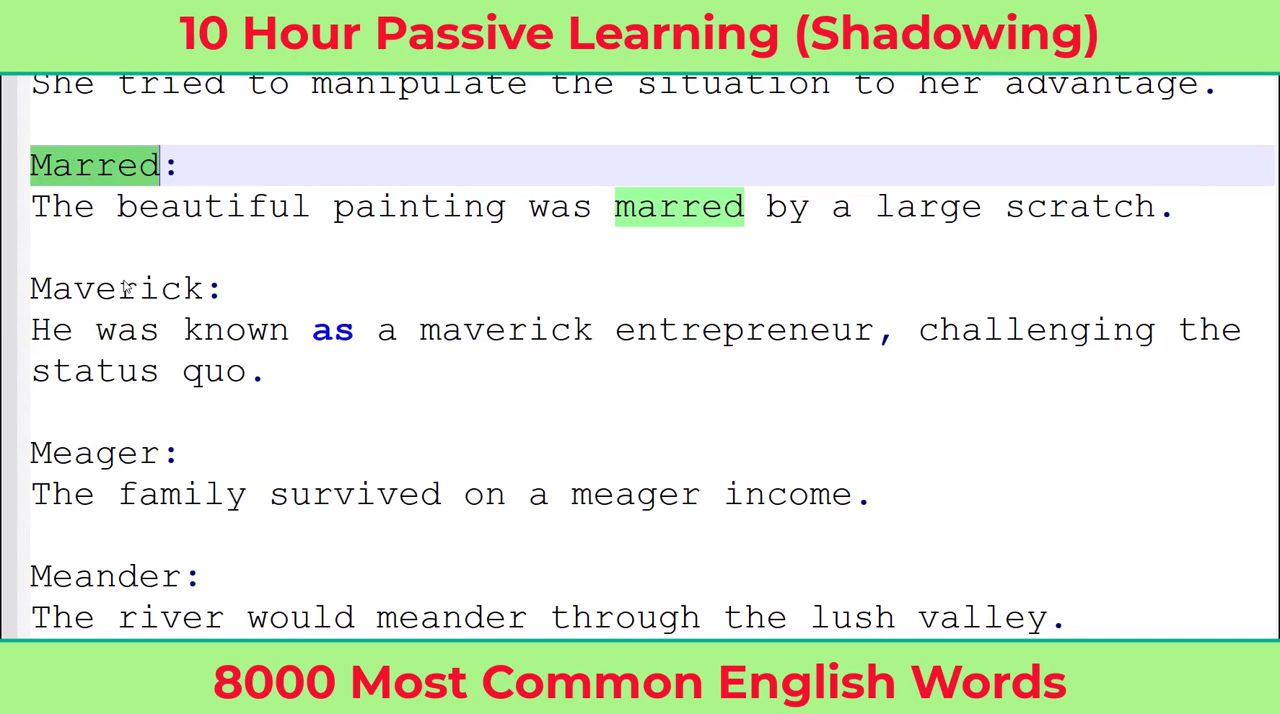 10 Hour Passive Learning (Shadowing)
She tried to manipulate the situation to her advantage.
Marred:
The beautiful painting was marred by a large scratch.
Maverick:
He was known as a maverick entrepreneur, challenging the
status quo.
Meager:
The family survived on a meager income.
Meander:
The river would meander through the lush valley.
8000 Most Common English Words